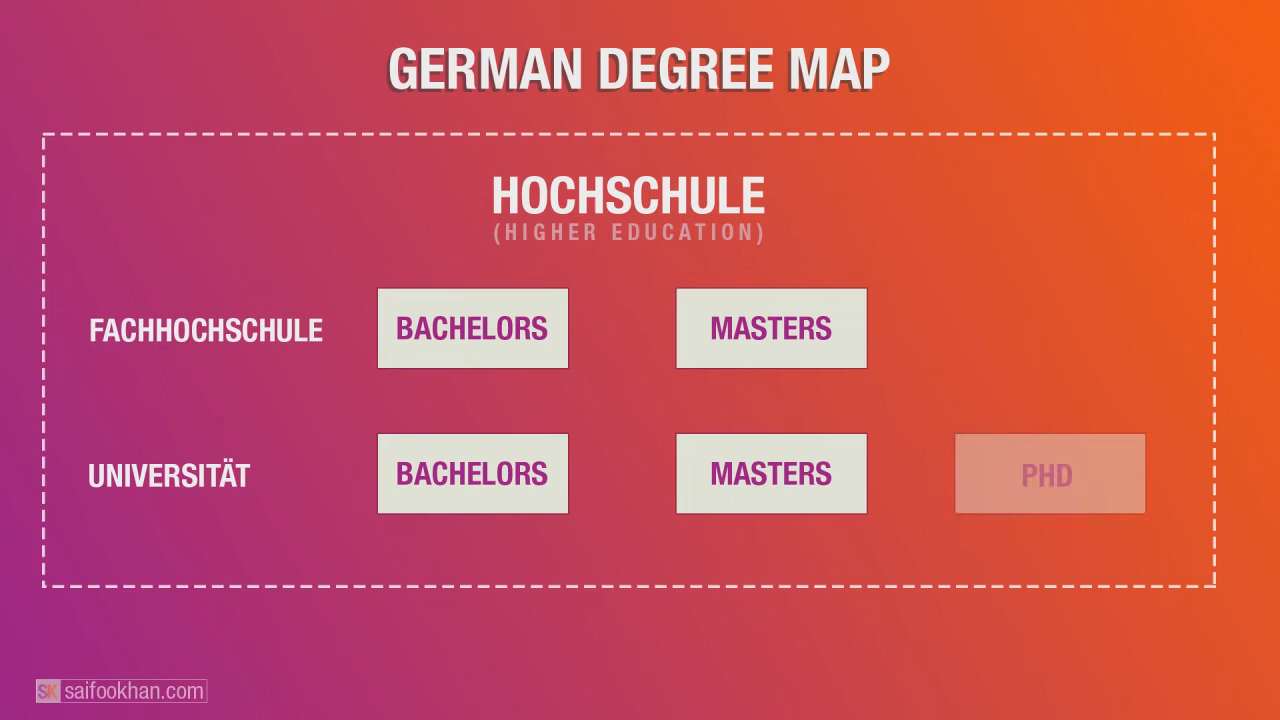 GERMAN DEGREE MAP
HOCHSCHULE
(HIGHER EDUCATION)
FACHHOCHSCHULE BACHELORS MASTERS
UNIVERSITÄT BACHELORS MASTERS PHD
SK saifookhan.com